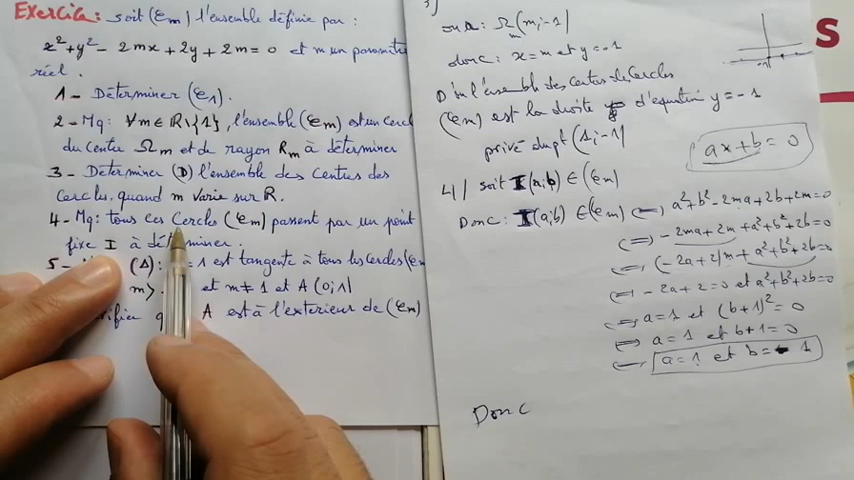 Exercice: soit (Cm) l'ensemble définie par :
x²+y²- 2mx+2y+2m=0 et m un paramètre
réel.
1- Déterminer (C1).
2- Mq: ∀m∈ℝ\{1}, l'ensemble (Cm) est un cercl
du center Ωm et de rayon Rm à déterminer
3- Déterminer (D) l'ensemble des centres des
cercles, quand m varie sur ℝ.
4- Mq: tous ces Cercles (Cm) passent par un point
fixe I à déterminer.
(Δ): =1 est tangente à tous les cercles (Cm
m> et m≠1 et A(0;1)
ifier q A est à l'exterieur de (Cm)
3)
on a: Ωm(m;-1)
donc: x=m et y=-1
D'où l'ensemble des centes de Cercles
(Cm) est la droite d'équation y=-1
privé du pt (1;-1)
ax+b=0
4/ soit I(a;b) ∈ (Cm)
Donc: I(a;b) ∈(Cm) ⟺ a²+b²-2ma+2b+2m=0
⟺ -2ma+2m+a²+b²+2b=0
⟺ (-2a+2)m+a²+b²+2b=0
⟺ -2a+2=0 et a²+b²+2b=0
⟺ a=1 et (b+1)²=0
⟺ a=1 et b+1=0
⟺ a=1 et b=-1
Donc
s